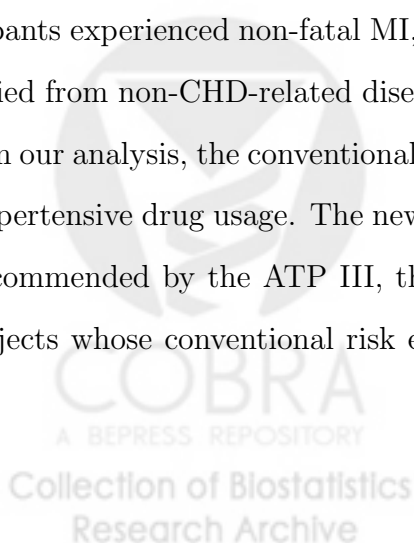 pants experienced non-fatal MI,
ied from non-CHD-related dise
n our analysis, the conventional
pertensive drug usage. The new
commended by the ATP III, th
jects whose conventional risk e
COBRA
A BEPRESS REPOSITORY
Collection of Biostatistics
Research Archive